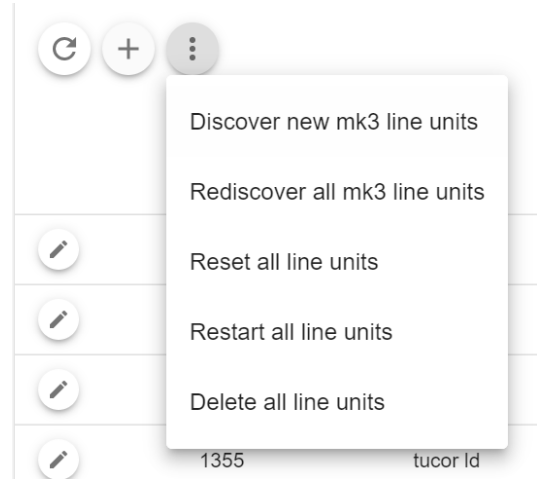 Discover new mk3 line units
Rediscover all mk3 line units
Reset all line units
Restart all line units
Delete all line units
1355 tucor Id